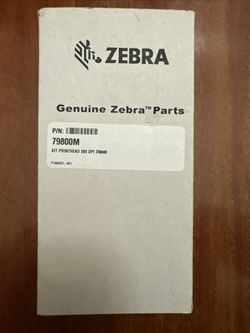 ZEBRA
Genuine Zebra™ Parts
P/N:
79800M
KIT PRINTHEAD 203 DPI ZM400